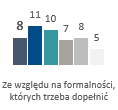 8 11 10 7 8 5
Ze względu na formalności,
których trzeba dopełnić